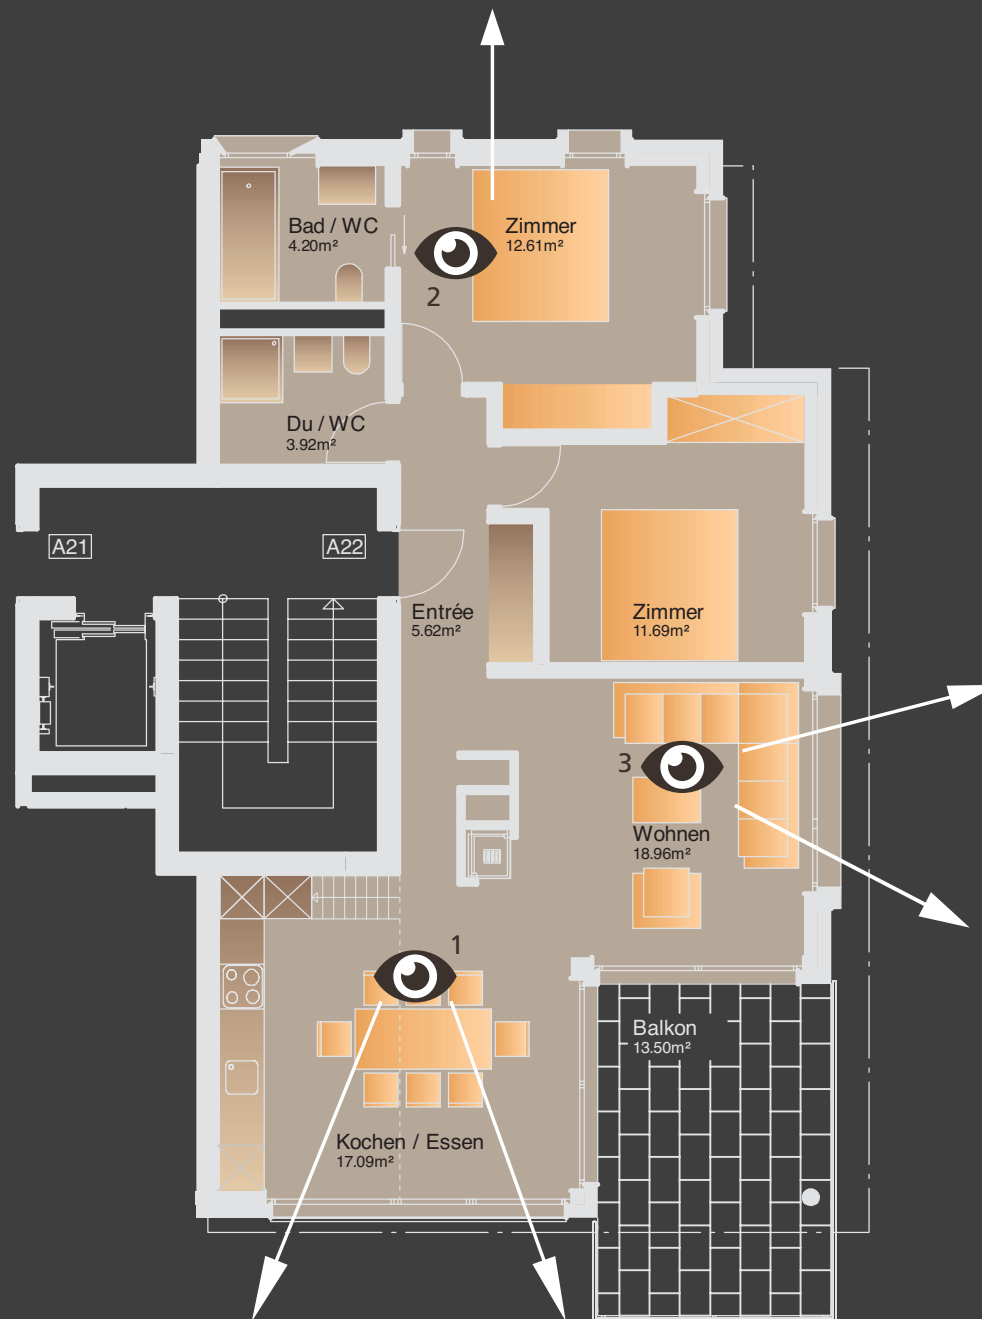 Bad / WC
4.20m²
Zimmer
12.61m²
2
Du / WC
3.92m²
A21
A22
Entrée
5.62m²
Zimmer
11.69m²
3
Wohnen
18.96m²
1
Balkon
13.50m²
Kochen / Essen
17.09m²